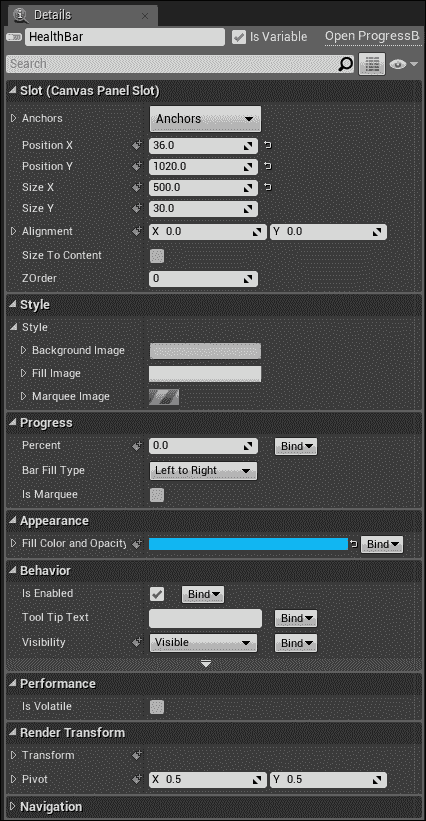 Details
HealthBar Is Variable Open ProgressB
Search
Slot (Canvas Panel Slot)
Anchors Anchors
Position X 36.0
Position Y 1020.0
Size X 500.0
Size Y 30.0
Alignment X 0.0 Y 0.0
Size To Content
ZOrder 0
Style
Style
Background Image
Fill Image
Marquee Image
Progress
Percent 0.0 Bind
Bar Fill Type Left to Right
Is Marquee
Appearance
Fill Color and Opacity Bind
Behavior
Is Enabled Bind
Tool Tip Text Bind
Visibility Visible Bind
Performance
Is Volatile
Render Transform
Transform
Pivot X 0.5 Y 0.5
Navigation